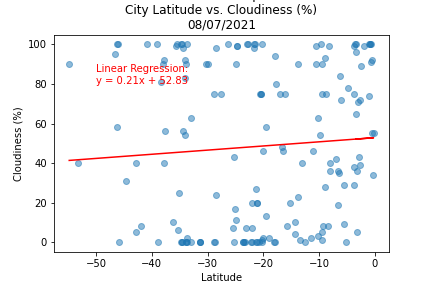 City Latitude vs. Cloudiness (%)
08/07/2021
100
80
60
40
20
0
Cloudiness (%)
Linear Regression:
y = 0.21x + 52.83
−50
−40
−30
−20
−10
0
Latitude